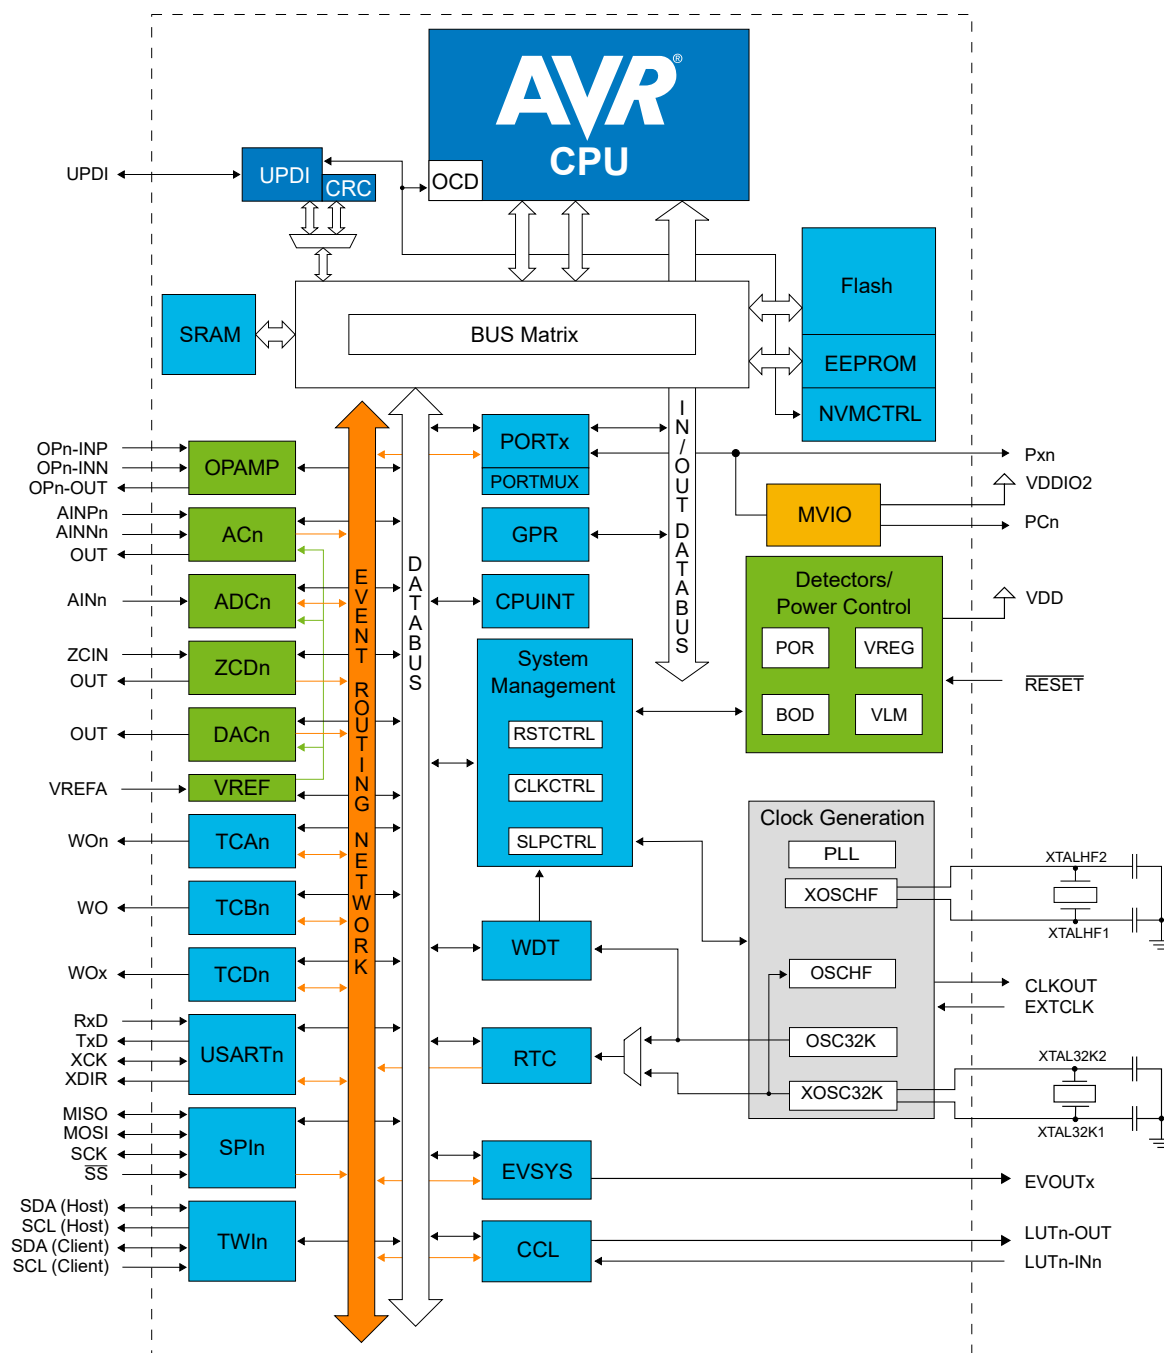 AVR®
CPU
OCD
UPDI
UPDI
CRC
Flash
SRAM
BUS Matrix
EEPROM
NVMCTRL
OPn-INP
OPn-INN
OPn-OUT
OPAMP
PORTx
PORTMUX
Pxn
VDDIO2
MVIO
PCn
AINPn
AINNn
OUT
ACn
GPR
IN/OUT DATABUS
DATABUS
EVENT ROUTING NETWORK
AINn
ADCn
CPUINT
Detectors/
Power Control
POR
VREG
BOD
VLM
VDD
RESET
ZCIN
OUT
ZCDn
System
Management
RSTCTRL
CLKCTRL
SLPCTRL
OUT
DACn
VREFA
VREF
WOn
TCAn
Clock Generation
PLL
XOSCHF
OSCHF
OSC32K
XOSC32K
XTALHF2
XTALHF1
WO
TCBn
WDT
WOx
TCDn
CLKOUT
EXTCLK
RxD
TxD
XCK
XDIR
USARTn
RTC
XTAL32K2
XTAL32K1
MISO
MOSI
SCK
SS
SPIn
EVSYS
EVOUTx
SDA (Host)
SCL (Host)
SDA (Client)
SCL (Client)
TWIn
CCL
LUTn-OUT
LUTn-INn